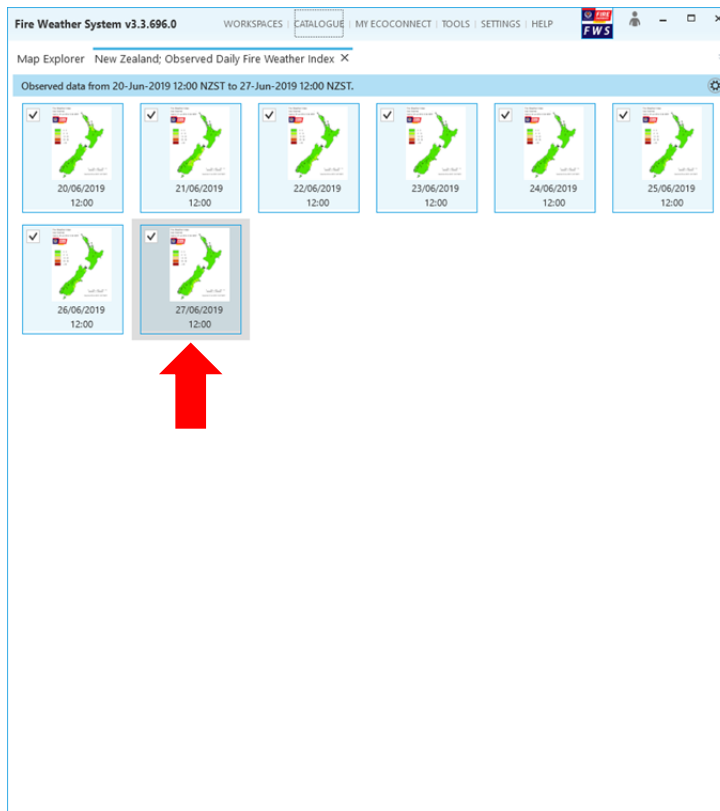 Fire Weather System v3.3.696.0 WORKSPACES | CATALOGUE | MY ECOCONNECT | TOOLS | SETTINGS | HELP FIRE FWS
Map Explorer New Zealand; Observed Daily Fire Weather Index ✕
Observed data from 20-Jun-2019 12:00 NZST to 27-Jun-2019 12:00 NZST.
20/06/2019 21/06/2019 22/06/2019 23/06/2019 24/06/2019 25/06/2019
12:00 12:00 12:00 12:00 12:00 12:00
26/06/2019 27/06/2019
12:00 12:00